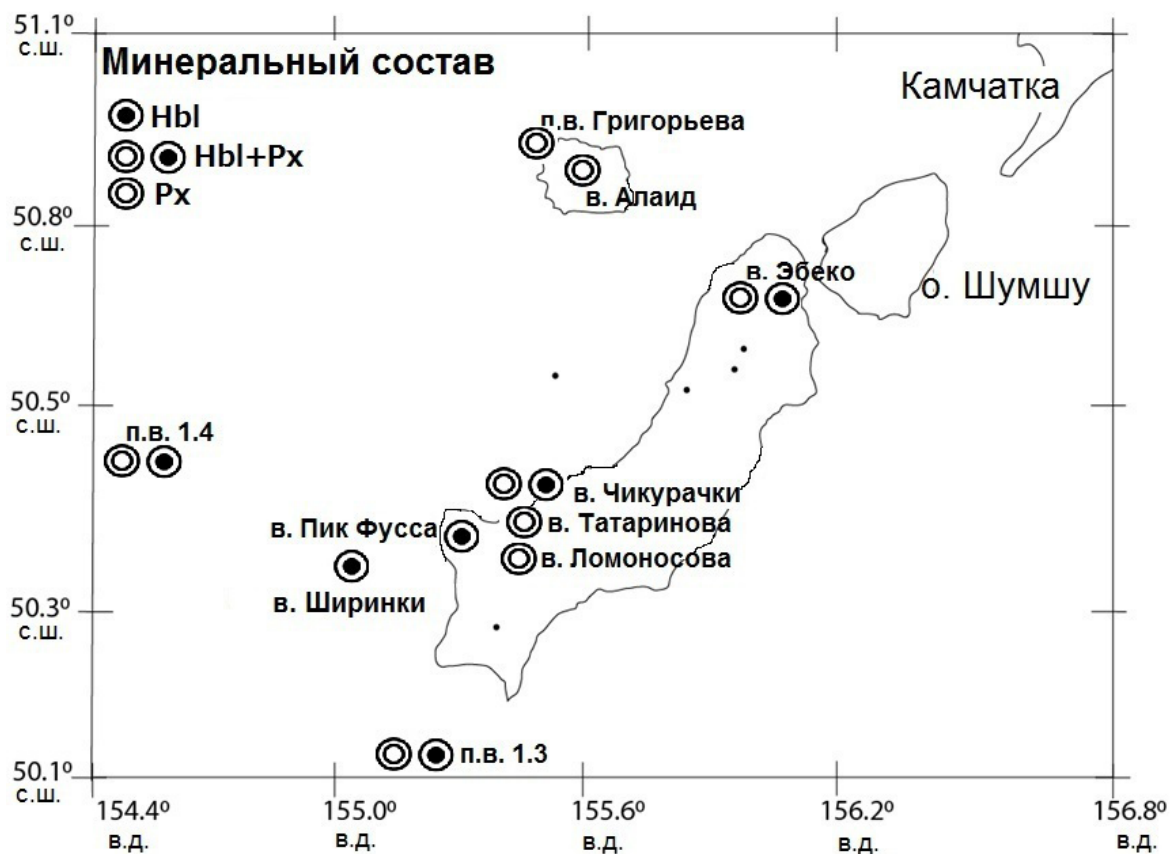 51.1º
с.ш.
Минеральный состав
Hbl
Hbl+Px
Px
Камчатка
п.в. Григорьева
в. Алаид
50.8º
с.ш.
в. Эбеко
о. Шумшу
50.5º
с.ш.
п.в. 1.4
в. Чикурачки
в. Пик Фусса
в. Татаринова
в. Ломоносова
в. Ширинки
50.3º
с.ш.
п.в. 1.3
50.1º
с.ш.
154.4º 155.0º 155.6º 156.2º 156.8º
в.д. в.д. в.д. в.д. в.д.